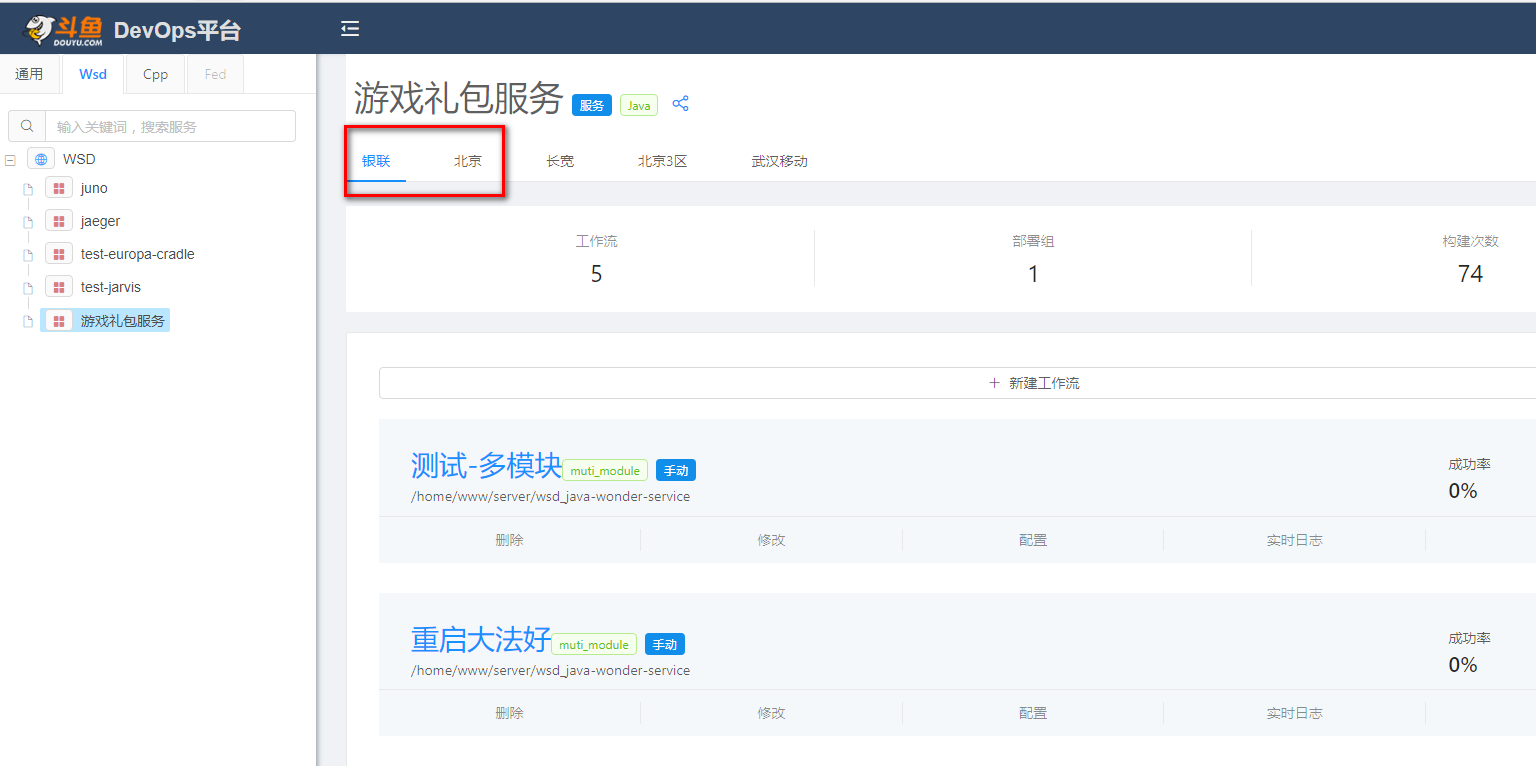 斗鱼 DOUYU.COM DevOps平台
通用 Wsd Cpp Fed
输入关键词，搜索服务
WSD
juno
jaeger
test-europa-cradle
test-jarvis
游戏礼包服务
游戏礼包服务 服务 Java
银联 北京 长宽 北京3区 武汉移动
工作流 部署组 构建次数
5 1 74
+ 新建工作流
测试-多模块 muti_module 手动
/home/www/server/wsd_java-wonder-service
成功率
0%
删除 修改 配置 实时日志
重启大法好 muti_module 手动
/home/www/server/wsd_java-wonder-service
成功率
0%
删除 修改 配置 实时日志